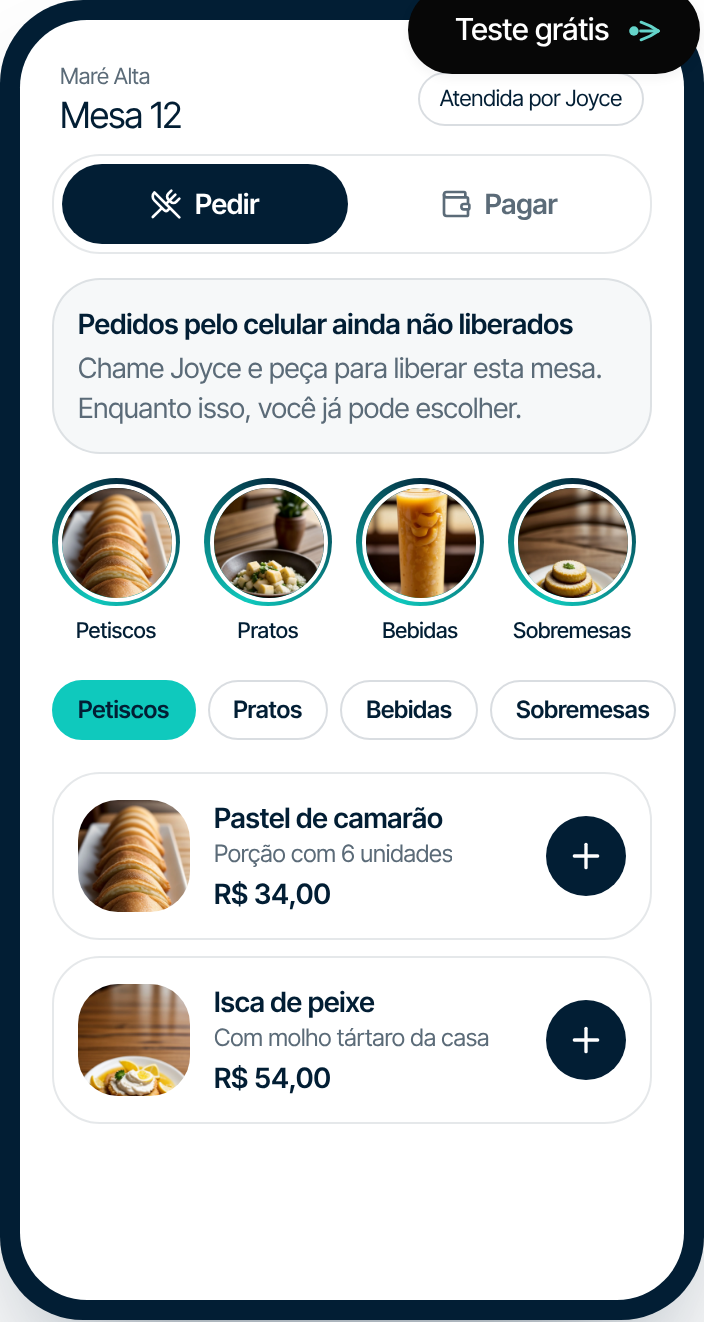 Teste grátis
Maré Alta
Mesa 12
Atendida por Joyce
Pedir
Pagar
Pedidos pelo celular ainda não liberados
Chame Joyce e peça para liberar esta mesa.
Enquanto isso, você já pode escolher.
Petiscos
Pratos
Bebidas
Sobremesas
Petiscos
Pratos
Bebidas
Sobremesas
Pastel de camarão
Porção com 6 unidades
R$ 34,00
Isca de peixe
Com molho tártaro da casa
R$ 54,00